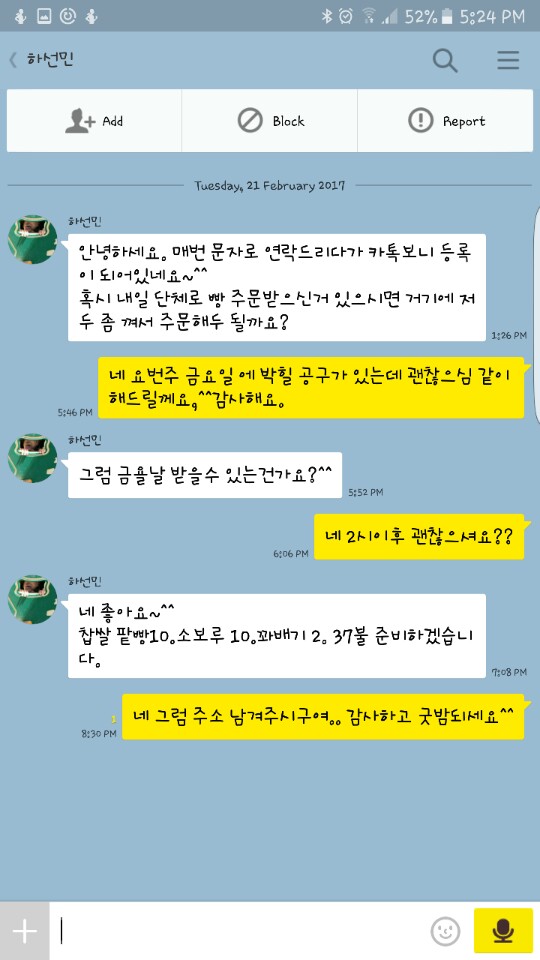 52% 5:24 PM
하선민
Add
Block
Report
Tuesday, 21 February 2017
하선민
안녕하세요. 매번 문자로 연락드리다가 카톡보니 등록
이 되어있네요~^^
혹시 내일 단체로 빵 주문받으신거 있으시면 거기에 저
두 좀 껴서 주문해두 될까요?
1:26 PM
네 요번주 금요일 에 박힐 공구가 있는데 괜찮으심 같이
해드릴께요,^^감사해요.
5:46 PM
하선민
그럼 금욜날 받을수 있는건가요?^^
5:52 PM
네 2시이후 괜찮으셔요??
6:06 PM
하선민
네 좋아요~^^
찹쌀 팥빵10.소보루 10.꽈배기 2. 37불 준비하겠습니
다.
7:08 PM
네 그럼 주소 남겨주시구여.. 감사하고 굿밤되세요^^
1
8:30 PM